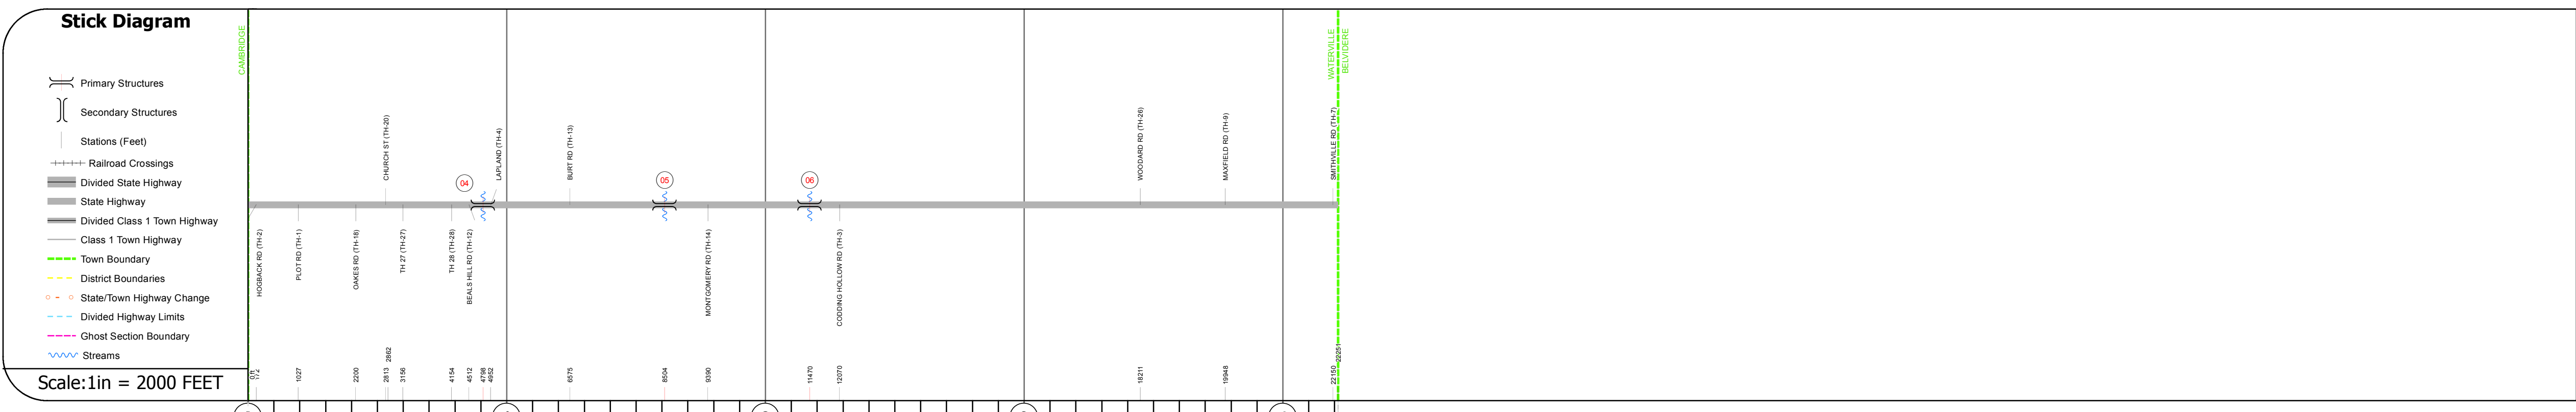 Stick Diagram
Primary Structures
Secondary Structures
Stations (Feet)
Railroad Crossings
Divided State Highway
State Highway
Divided Class 1 Town Highway
Class 1 Town Highway
Town Boundary
District Boundaries
State/Town Highway Change
Divided Highway Limits
Ghost Section Boundary
Streams
Scale:1in = 2000 FEET
CAMBRIDGE
WATERVILLE
BELVIDERE
CHURCH ST (TH-20)
LAPLAND (TH-4)
BURT RD (TH-13)
WOODARD RD (TH-26)
MAXFIELD RD (TH-9)
SMITHVILLE RD (TH-7)
04
05
06
HOGBACK RD (TH-2)
PLOT RD (TH-1)
OAKES RD (TH-18)
TH 27 (TH-27)
TH 28 (TH-28)
BEALS HILL RD (TH-12)
MONTGOMERY RD (TH-14)
CODDING HOLLOW RD (TH-3)
0 ft
172
1027
2200
2813
2862
3156
4154
4512
4798
4952
6575
8504
9390
11470
12070
18211
19948
22150
22251